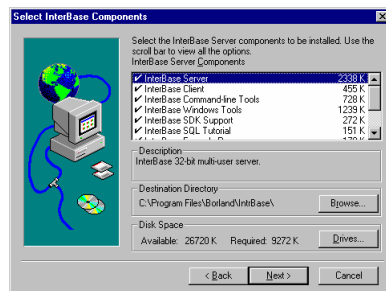 Select InterBase Components
Select the InterBase Server components to be installed. Use the
scroll bar to view all the options.
InterBase Server Components
InterBase Server 2338 K
InterBase Client 455 K
InterBase Command-line Tools 728 K
InterBase Windows Tools 1239 K
InterBase SDK Support 272 K
InterBase SQL Tutorial 151 K
Description
InterBase 32-bit multi-user server.
Destination Directory
C:\Program Files\Borland\IntrBase\
Browse...
Disk Space
Available: 26720 K Required: 9272 K
Drives...
< Back Next > Cancel